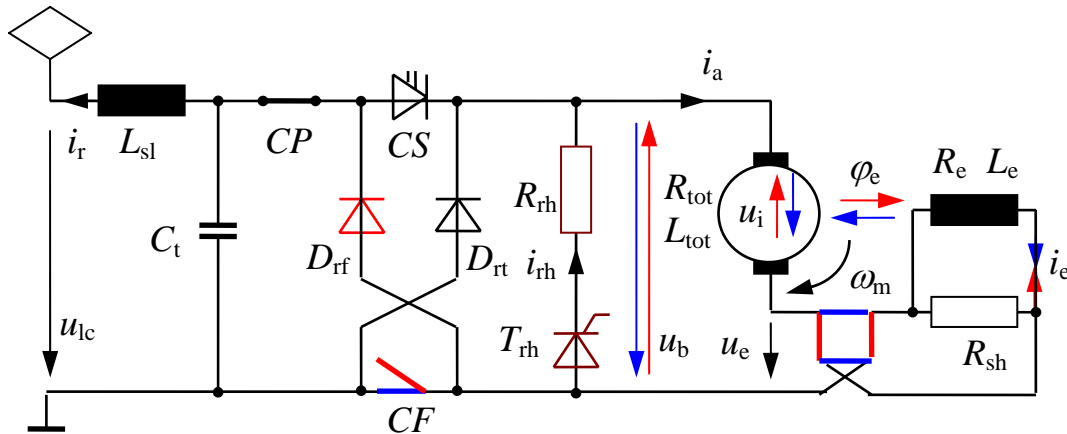 i_a
i_r
L_sl
CP
CS
φ_e
R_e L_e
R_rh
R_tot
L_tot
u_i
C_t
D_rf
D_rt
i_rh
ω_m
i_e
u_lc
T_rh
u_b
u_e
R_sh
CF